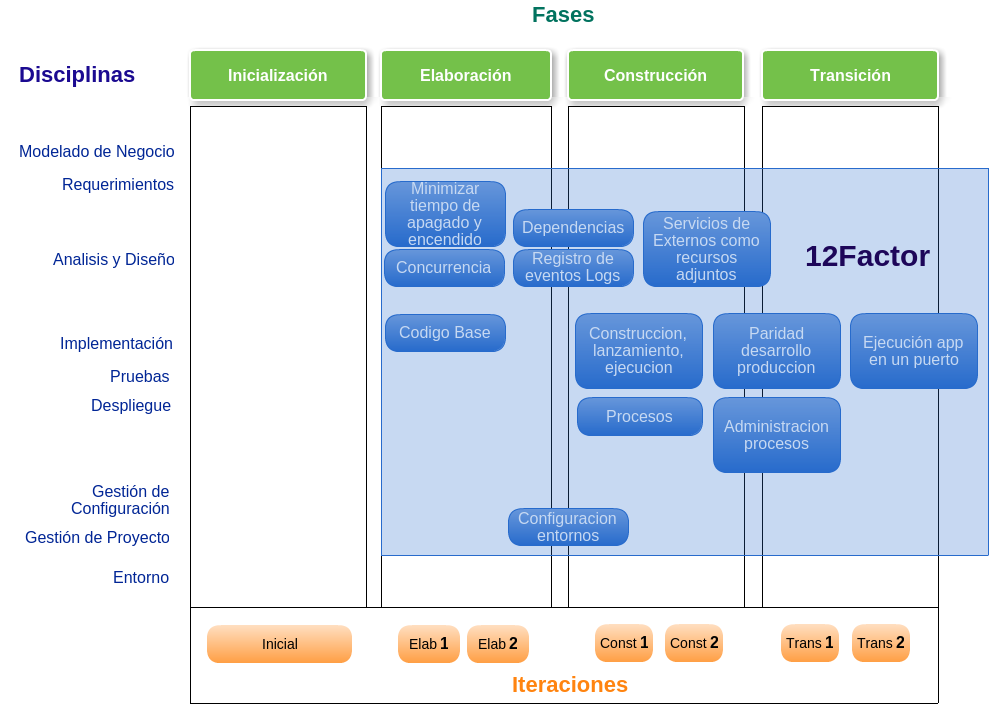 Fases
Disciplinas
Inicialización
Elaboración
Construcción
Transición
Modelado de Negocio
Requerimientos
Analisis y Diseño
Implementación
Pruebas
Despliegue
Gestión de
Configuración
Gestión de Proyecto
Entorno
Minimizar
tiempo de
apagado y
encendido
Dependencias
Servicios de
Externos como
recursos
adjuntos
12Factor
Concurrencia
Registro de
eventos Logs
Codigo Base
Construccion,
lanzamiento,
ejecucion
Paridad
desarrollo
produccion
Ejecución app
en un puerto
Procesos
Administracion
procesos
Configuracion
entornos
Inicial
Elab 1
Elab 2
Const 1
Const 2
Trans 1
Trans 2
Iteraciones